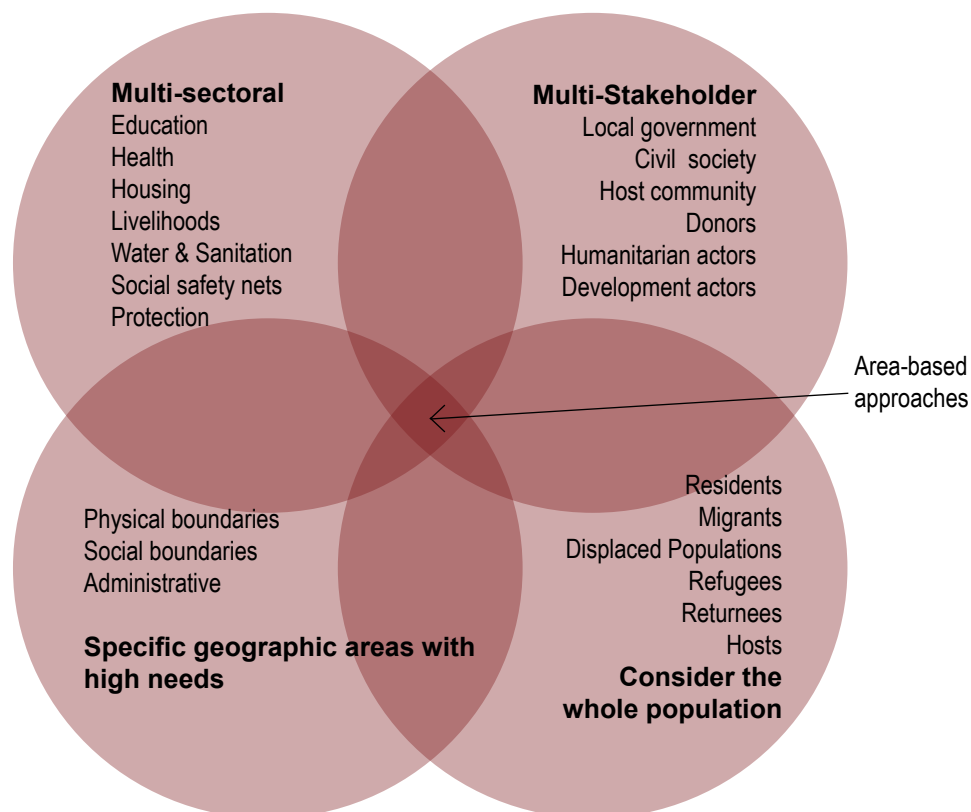 Multi-sectoral
Education
Health
Housing
Livelihoods
Water & Sanitation
Social safety nets
Protection
Multi-Stakeholder
Local government
Civil society
Host community
Donors
Humanitarian actors
Development actors
Area-based
approaches
Physical boundaries
Social boundaries
Administrative
Specific geographic areas with
high needs
Residents
Migrants
Displaced Populations
Refugees
Returnees
Hosts
Consider the
whole population